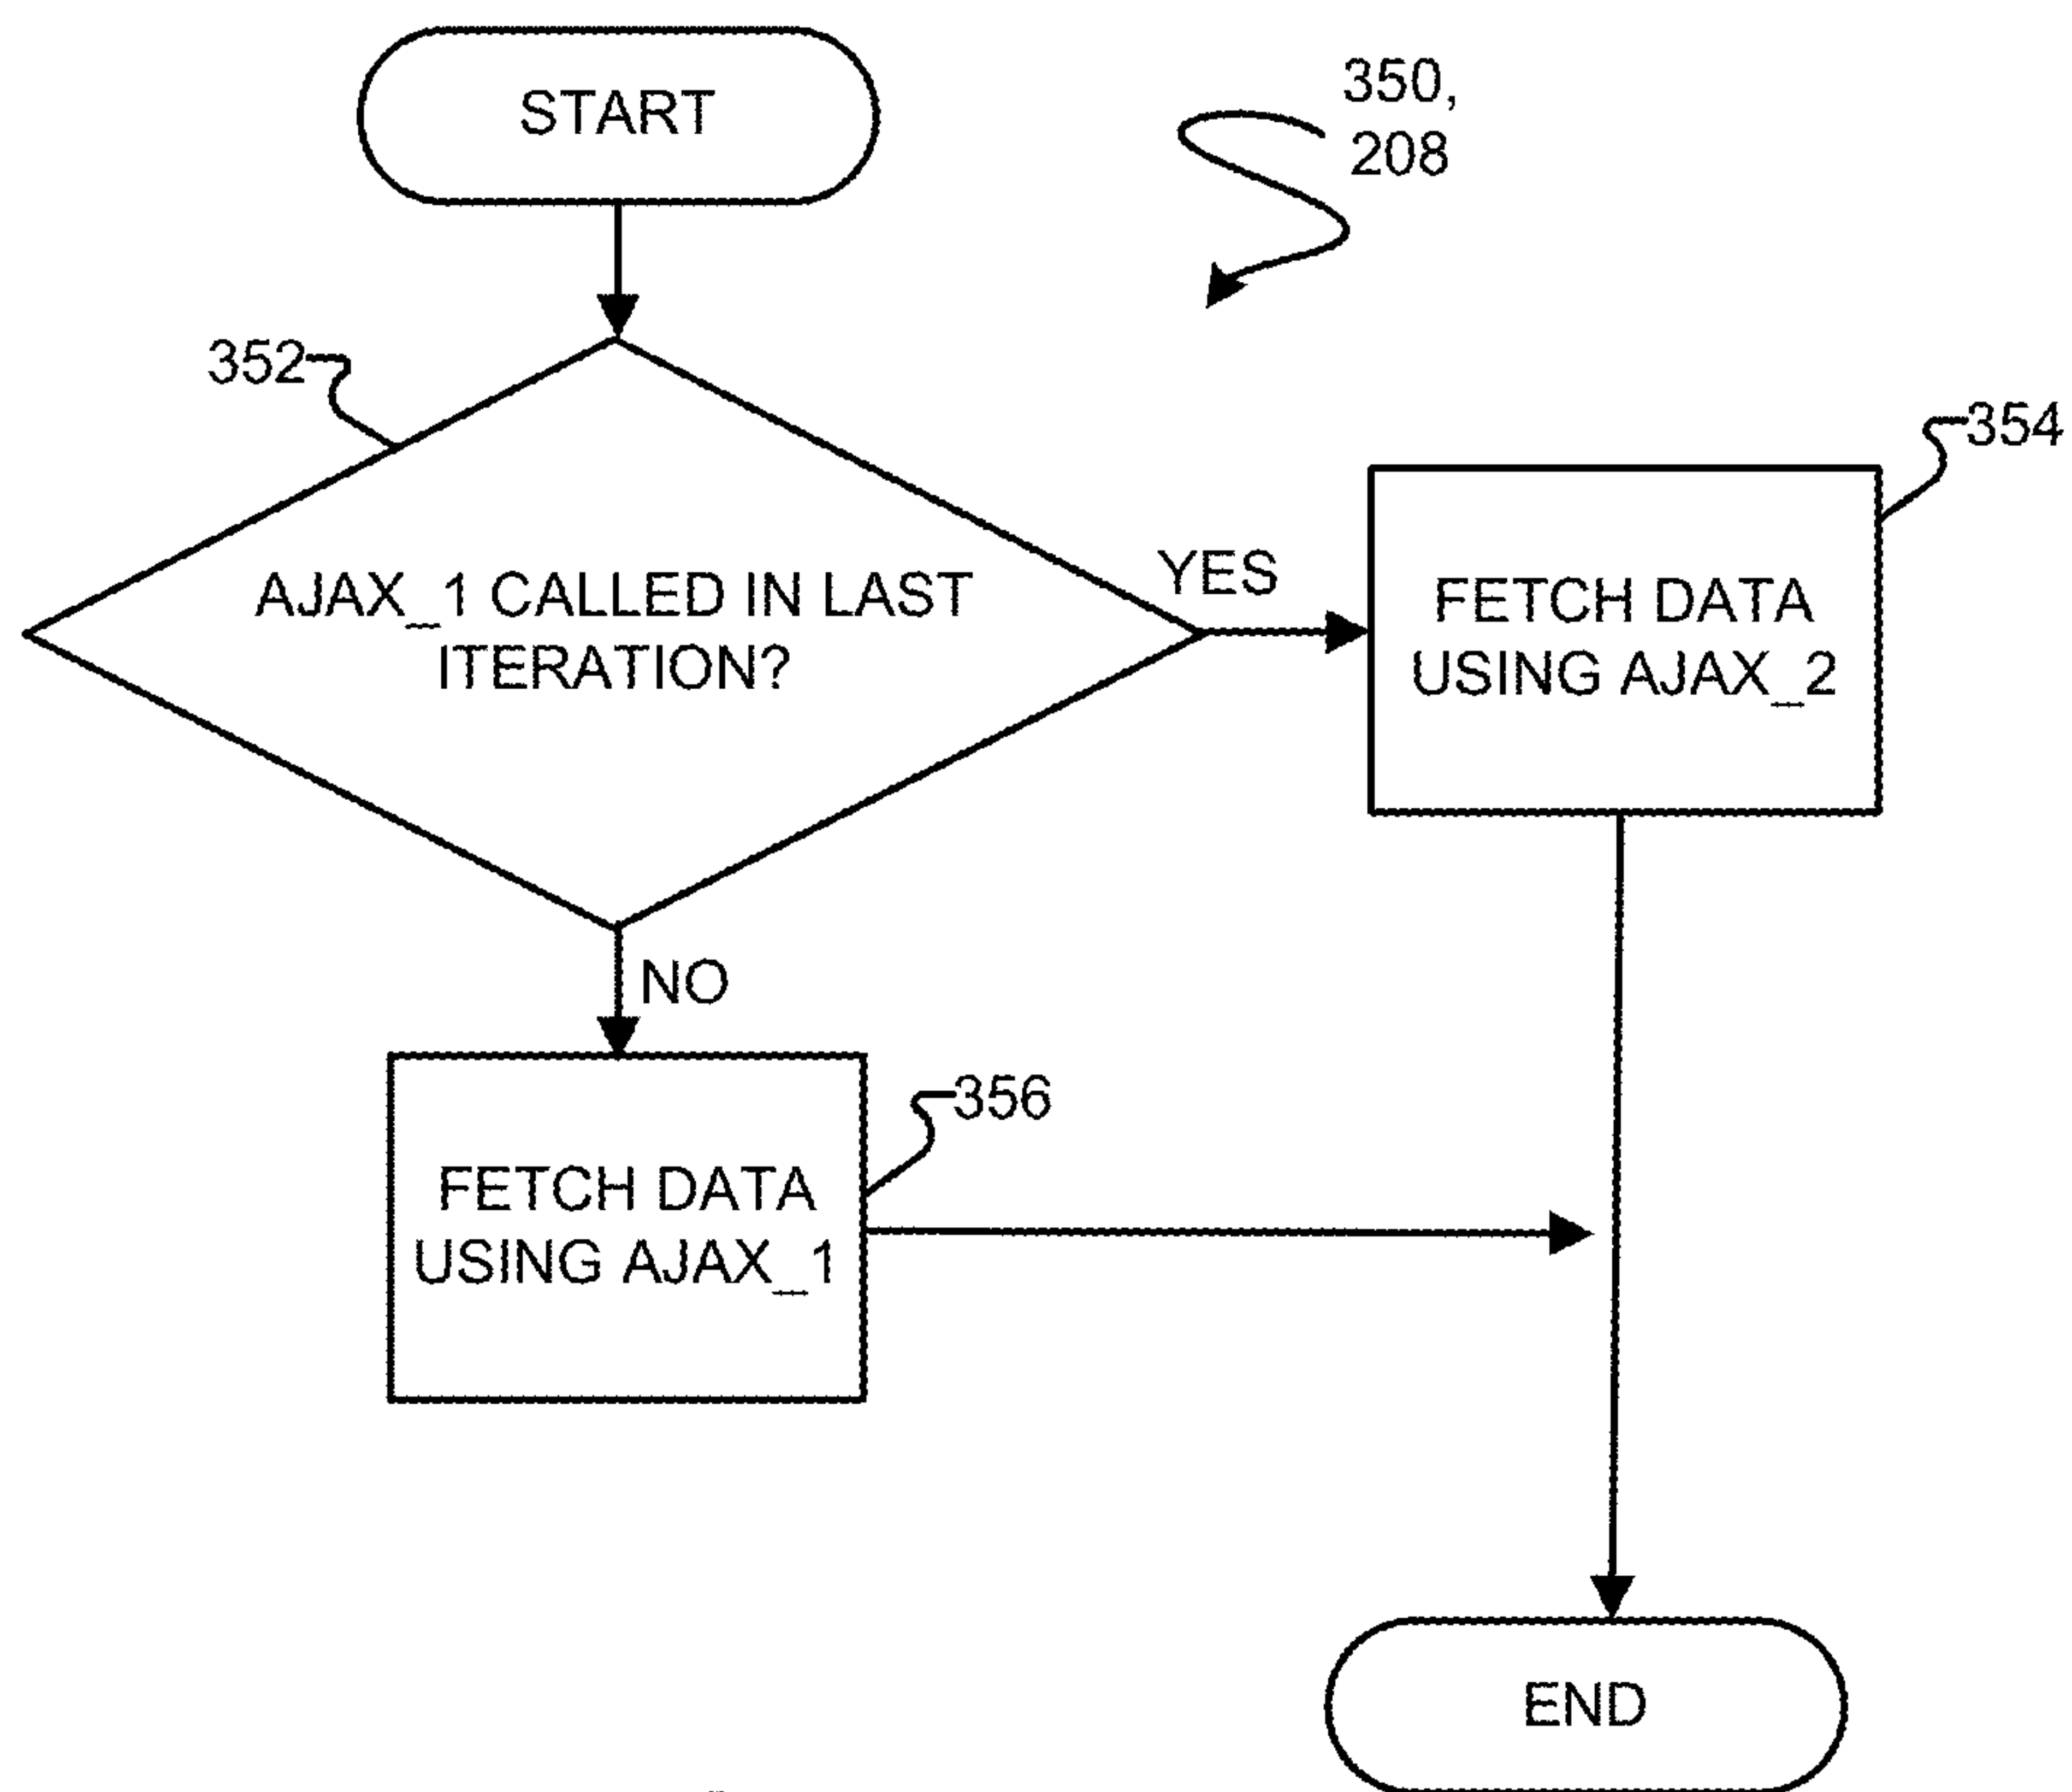 START
350,
208
352
354
AJAX_1 CALLED IN LAST
ITERATION?
YES
FETCH DATA
USING AJAX_2
NO
356
FETCH DATA
USING AJAX_1
END